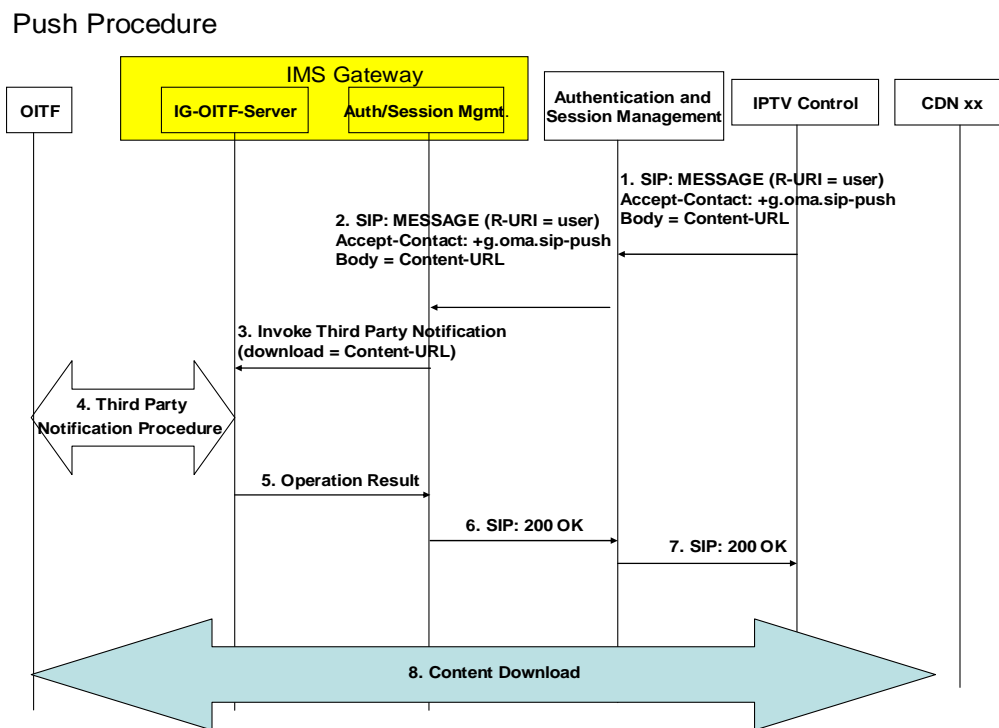 Push Procedure
IMS Gateway
OITF
IG-OITF-Server
Auth/Session Mgmt.
Authentication and
Session Management
IPTV Control
CDN xx
1. SIP: MESSAGE (R-URI = user)
Accept-Contact: +g.oma.sip-push
Body = Content-URL
2. SIP: MESSAGE (R-URI = user)
Accept-Contact: +g.oma.sip-push
Body = Content-URL
3. Invoke Third Party Notification
(download = Content-URL)
4. Third Party
Notification Procedure
5. Operation Result
6. SIP: 200 OK
7. SIP: 200 OK
8. Content Download